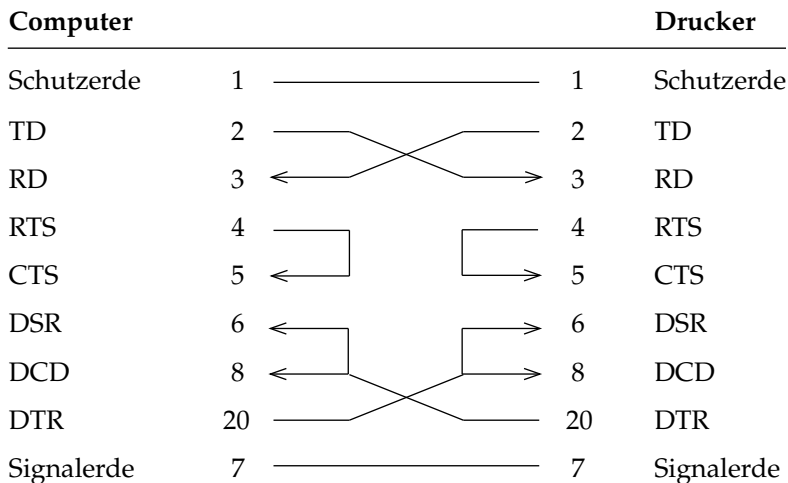 Computer Drucker
Schutzerde 1 1 Schutzerde
TD 2 2 TD
RD 3 3 RD
RTS 4 4 RTS
CTS 5 5 CTS
DSR 6 6 DSR
DCD 8 8 DCD
DTR 20 20 DTR
Signalerde 7 7 Signalerde